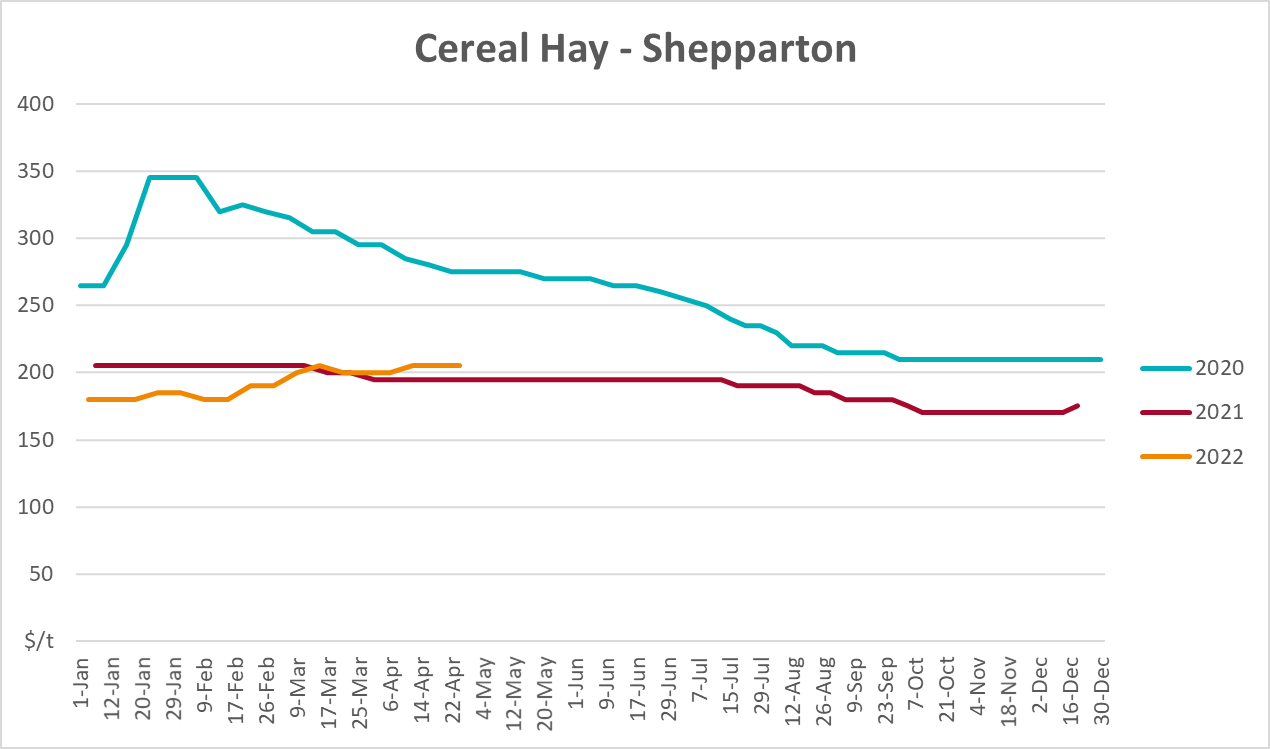 Cereal Hay - Shepparton
400
350
300
250
200
150
100
50
$/t
1-Jan
12-Jan
20-Jan
29-Jan
9-Feb
17-Feb
26-Feb
9-Mar
17-Mar
25-Mar
6-Apr
14-Apr
22-Apr
4-May
12-May
20-May
1-Jun
9-Jun
17-Jun
29-Jun
7-Jul
15-Jul
29-Jul
12-Aug
26-Aug
9-Sep
23-Sep
7-Oct
21-Oct
4-Nov
18-Nov
2-Dec
16-Dec
30-Dec
2020
2021
2022